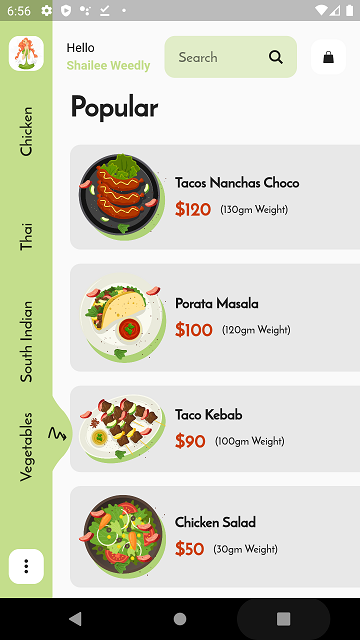 6:56
Hello
Shailee Weedly
Search
Popular
Chicken
Thai
South Indian
Vegetables
Tacos Nanchas Choco
$120 (130gm Weight)
Porata Masala
$100 (120gm Weight)
Taco Kebab
$90 (100gm Weight)
Chicken Salad
$50 (30gm Weight)